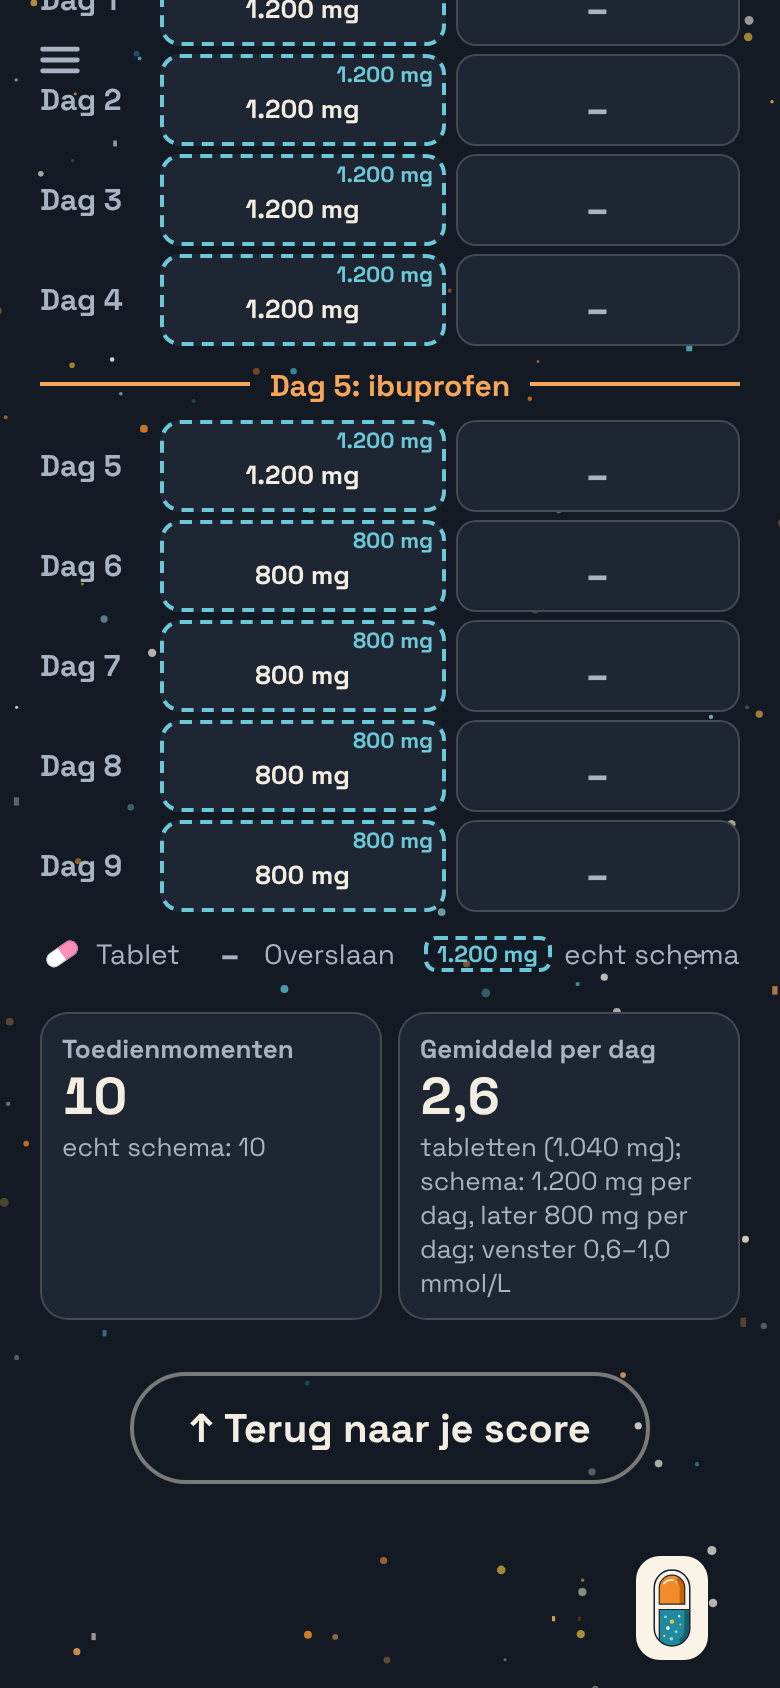 Dag 1
1.200 mg
–
Dag 2
1.200 mg
1.200 mg
–
Dag 3
1.200 mg
1.200 mg
–
Dag 4
1.200 mg
1.200 mg
–
Dag 5: ibuprofen
Dag 5
1.200 mg
1.200 mg
–
Dag 6
800 mg
800 mg
–
Dag 7
800 mg
800 mg
–
Dag 8
800 mg
800 mg
–
Dag 9
800 mg
800 mg
–
Tablet – Overslaan 1.200 mg echt schema
Toedienmomenten
10
echt schema: 10
Gemiddeld per dag
2,6
tabletten (1.040 mg);
schema: 1.200 mg per
dag, later 800 mg per
dag; venster 0,6–1,0
mmol/L
↑ Terug naar je score